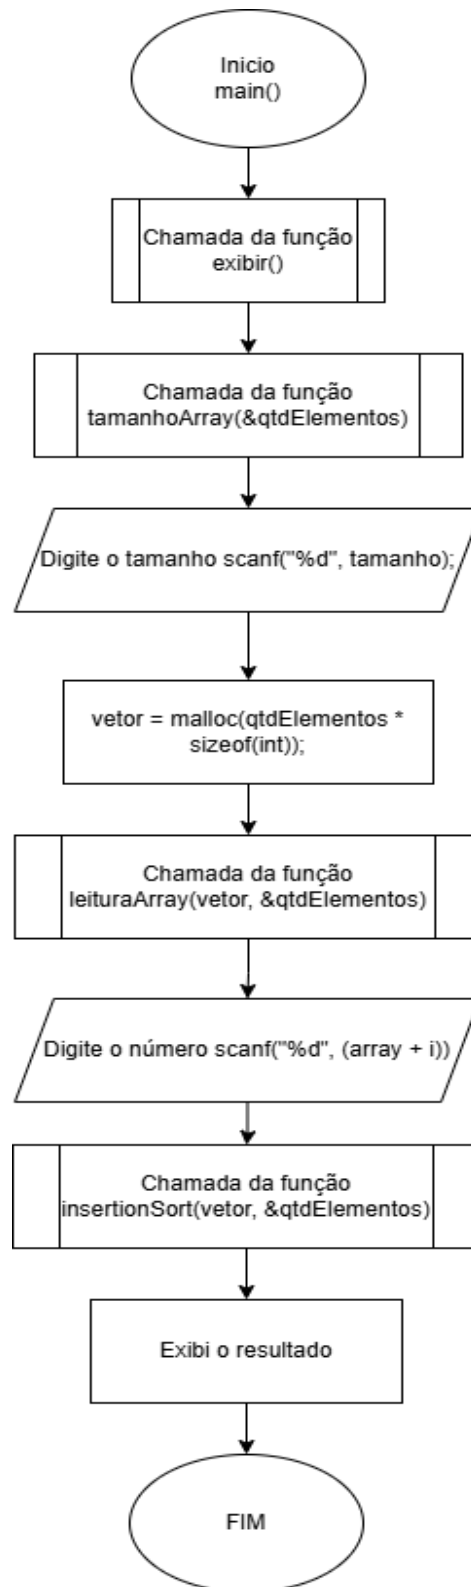 Inicio
main()
Chamada da função
exibir()
Chamada da função
tamanhoArray(&qtdElementos)
Digite o tamanho scanf("%d", tamanho);
vetor = malloc(qtdElementos *
sizeof(int));
Chamada da função
leituraArray(vetor, &qtdElementos)
Digite o número scanf("%d", (array + i))
Chamada da função
insertionSort(vetor, &qtdElementos)
Exibi o resultado
FIM